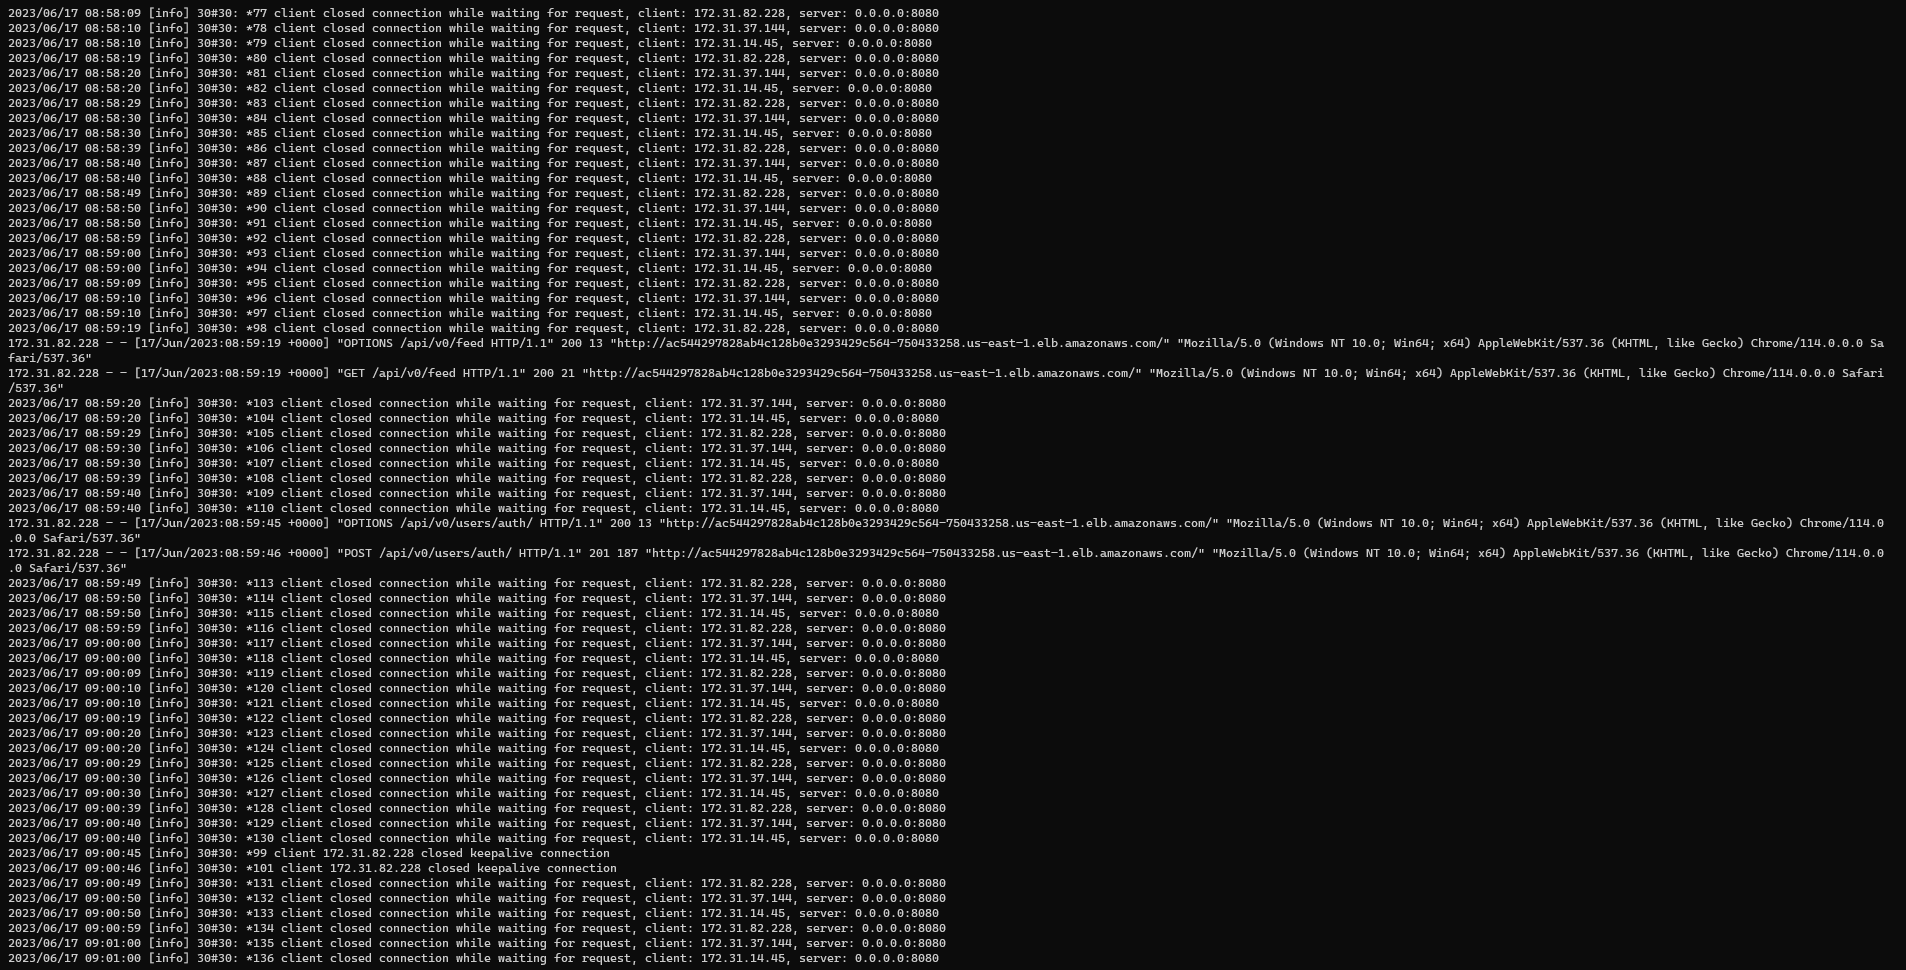 2023/06/17 08:58:09 [info] 30#30: *77 client closed connection while waiting for request, client: 172.31.82.228, server: 0.0.0.0:8080
2023/06/17 08:58:10 [info] 30#30: *78 client closed connection while waiting for request, client: 172.31.37.144, server: 0.0.0.0:8080
2023/06/17 08:58:10 [info] 30#30: *79 client closed connection while waiting for request, client: 172.31.14.45, server: 0.0.0.0:8080
2023/06/17 08:58:19 [info] 30#30: *80 client closed connection while waiting for request, client: 172.31.82.228, server: 0.0.0.0:8080
2023/06/17 08:58:20 [info] 30#30: *81 client closed connection while waiting for request, client: 172.31.37.144, server: 0.0.0.0:8080
2023/06/17 08:58:20 [info] 30#30: *82 client closed connection while waiting for request, client: 172.31.14.45, server: 0.0.0.0:8080
2023/06/17 08:58:29 [info] 30#30: *83 client closed connection while waiting for request, client: 172.31.82.228, server: 0.0.0.0:8080
2023/06/17 08:58:30 [info] 30#30: *84 client closed connection while waiting for request, client: 172.31.37.144, server: 0.0.0.0:8080
2023/06/17 08:58:30 [info] 30#30: *85 client closed connection while waiting for request, client: 172.31.14.45, server: 0.0.0.0:8080
2023/06/17 08:58:39 [info] 30#30: *86 client closed connection while waiting for request, client: 172.31.82.228, server: 0.0.0.0:8080
2023/06/17 08:58:40 [info] 30#30: *87 client closed connection while waiting for request, client: 172.31.37.144, server: 0.0.0.0:8080
2023/06/17 08:58:40 [info] 30#30: *88 client closed connection while waiting for request, client: 172.31.14.45, server: 0.0.0.0:8080
2023/06/17 08:58:49 [info] 30#30: *89 client closed connection while waiting for request, client: 172.31.82.228, server: 0.0.0.0:8080
2023/06/17 08:58:50 [info] 30#30: *90 client closed connection while waiting for request, client: 172.31.37.144, server: 0.0.0.0:8080
2023/06/17 08:58:50 [info] 30#30: *91 client closed connection while waiting for request, client: 172.31.14.45, server: 0.0.0.0:8080
2023/06/17 08:58:59 [info] 30#30: *92 client closed connection while waiting for request, client: 172.31.82.228, server: 0.0.0.0:8080
2023/06/17 08:59:00 [info] 30#30: *93 client closed connection while waiting for request, client: 172.31.37.144, server: 0.0.0.0:8080
2023/06/17 08:59:00 [info] 30#30: *94 client closed connection while waiting for request, client: 172.31.14.45, server: 0.0.0.0:8080
2023/06/17 08:59:09 [info] 30#30: *95 client closed connection while waiting for request, client: 172.31.82.228, server: 0.0.0.0:8080
2023/06/17 08:59:10 [info] 30#30: *96 client closed connection while waiting for request, client: 172.31.37.144, server: 0.0.0.0:8080
2023/06/17 08:59:10 [info] 30#30: *97 client closed connection while waiting for request, client: 172.31.14.45, server: 0.0.0.0:8080
2023/06/17 08:59:19 [info] 30#30: *98 client closed connection while waiting for request, client: 172.31.82.228, server: 0.0.0.0:8080
172.31.82.228 - - [17/Jun/2023:08:59:19 +0000] "OPTIONS /api/v0/feed HTTP/1.1" 200 13 "http://ac544297828ab4c128b0e3293429c564-750433258.us-east-1.elb.amazonaws.com/" "Mozilla/5.0 (Windows NT 10.0; Win64; x64) AppleWebKit/537.36 (KHTML, like Gecko) Chrome/114.0.0.0 Sa
fari/537.36"
172.31.82.228 - - [17/Jun/2023:08:59:19 +0000] "GET /api/v0/feed HTTP/1.1" 200 21 "http://ac544297828ab4c128b0e3293429c564-750433258.us-east-1.elb.amazonaws.com/" "Mozilla/5.0 (Windows NT 10.0; Win64; x64) AppleWebKit/537.36 (KHTML, like Gecko) Chrome/114.0.0.0 Safari
/537.36"
2023/06/17 08:59:20 [info] 30#30: *103 client closed connection while waiting for request, client: 172.31.37.144, server: 0.0.0.0:8080
2023/06/17 08:59:20 [info] 30#30: *104 client closed connection while waiting for request, client: 172.31.14.45, server: 0.0.0.0:8080
2023/06/17 08:59:29 [info] 30#30: *105 client closed connection while waiting for request, client: 172.31.82.228, server: 0.0.0.0:8080
2023/06/17 08:59:30 [info] 30#30: *106 client closed connection while waiting for request, client: 172.31.37.144, server: 0.0.0.0:8080
2023/06/17 08:59:30 [info] 30#30: *107 client closed connection while waiting for request, client: 172.31.14.45, server: 0.0.0.0:8080
2023/06/17 08:59:39 [info] 30#30: *108 client closed connection while waiting for request, client: 172.31.82.228, server: 0.0.0.0:8080
2023/06/17 08:59:40 [info] 30#30: *109 client closed connection while waiting for request, client: 172.31.37.144, server: 0.0.0.0:8080
2023/06/17 08:59:40 [info] 30#30: *110 client closed connection while waiting for request, client: 172.31.14.45, server: 0.0.0.0:8080
172.31.82.228 - - [17/Jun/2023:08:59:45 +0000] "OPTIONS /api/v0/users/auth/ HTTP/1.1" 200 13 "http://ac544297828ab4c128b0e3293429c564-750433258.us-east-1.elb.amazonaws.com/" "Mozilla/5.0 (Windows NT 10.0; Win64; x64) AppleWebKit/537.36 (KHTML, like Gecko) Chrome/114.0
.0.0 Safari/537.36"
172.31.82.228 - - [17/Jun/2023:08:59:46 +0000] "POST /api/v0/users/auth/ HTTP/1.1" 201 187 "http://ac544297828ab4c128b0e3293429c564-750433258.us-east-1.elb.amazonaws.com/" "Mozilla/5.0 (Windows NT 10.0; Win64; x64) AppleWebKit/537.36 (KHTML, like Gecko) Chrome/114.0.0
.0 Safari/537.36"
2023/06/17 08:59:49 [info] 30#30: *113 client closed connection while waiting for request, client: 172.31.82.228, server: 0.0.0.0:8080
2023/06/17 08:59:50 [info] 30#30: *114 client closed connection while waiting for request, client: 172.31.37.144, server: 0.0.0.0:8080
2023/06/17 08:59:50 [info] 30#30: *115 client closed connection while waiting for request, client: 172.31.14.45, server: 0.0.0.0:8080
2023/06/17 08:59:59 [info] 30#30: *116 client closed connection while waiting for request, client: 172.31.82.228, server: 0.0.0.0:8080
2023/06/17 09:00:00 [info] 30#30: *117 client closed connection while waiting for request, client: 172.31.37.144, server: 0.0.0.0:8080
2023/06/17 09:00:00 [info] 30#30: *118 client closed connection while waiting for request, client: 172.31.14.45, server: 0.0.0.0:8080
2023/06/17 09:00:09 [info] 30#30: *119 client closed connection while waiting for request, client: 172.31.82.228, server: 0.0.0.0:8080
2023/06/17 09:00:10 [info] 30#30: *120 client closed connection while waiting for request, client: 172.31.37.144, server: 0.0.0.0:8080
2023/06/17 09:00:10 [info] 30#30: *121 client closed connection while waiting for request, client: 172.31.14.45, server: 0.0.0.0:8080
2023/06/17 09:00:19 [info] 30#30: *122 client closed connection while waiting for request, client: 172.31.82.228, server: 0.0.0.0:8080
2023/06/17 09:00:20 [info] 30#30: *123 client closed connection while waiting for request, client: 172.31.37.144, server: 0.0.0.0:8080
2023/06/17 09:00:20 [info] 30#30: *124 client closed connection while waiting for request, client: 172.31.14.45, server: 0.0.0.0:8080
2023/06/17 09:00:29 [info] 30#30: *125 client closed connection while waiting for request, client: 172.31.82.228, server: 0.0.0.0:8080
2023/06/17 09:00:30 [info] 30#30: *126 client closed connection while waiting for request, client: 172.31.37.144, server: 0.0.0.0:8080
2023/06/17 09:00:30 [info] 30#30: *127 client closed connection while waiting for request, client: 172.31.14.45, server: 0.0.0.0:8080
2023/06/17 09:00:39 [info] 30#30: *128 client closed connection while waiting for request, client: 172.31.82.228, server: 0.0.0.0:8080
2023/06/17 09:00:40 [info] 30#30: *129 client closed connection while waiting for request, client: 172.31.37.144, server: 0.0.0.0:8080
2023/06/17 09:00:40 [info] 30#30: *130 client closed connection while waiting for request, client: 172.31.14.45, server: 0.0.0.0:8080
2023/06/17 09:00:45 [info] 30#30: *99 client 172.31.82.228 closed keepalive connection
2023/06/17 09:00:46 [info] 30#30: *101 client 172.31.82.228 closed keepalive connection
2023/06/17 09:00:49 [info] 30#30: *131 client closed connection while waiting for request, client: 172.31.82.228, server: 0.0.0.0:8080
2023/06/17 09:00:50 [info] 30#30: *132 client closed connection while waiting for request, client: 172.31.37.144, server: 0.0.0.0:8080
2023/06/17 09:00:50 [info] 30#30: *133 client closed connection while waiting for request, client: 172.31.14.45, server: 0.0.0.0:8080
2023/06/17 09:00:59 [info] 30#30: *134 client closed connection while waiting for request, client: 172.31.82.228, server: 0.0.0.0:8080
2023/06/17 09:01:00 [info] 30#30: *135 client closed connection while waiting for request, client: 172.31.37.144, server: 0.0.0.0:8080
2023/06/17 09:01:00 [info] 30#30: *136 client closed connection while waiting for request, client: 172.31.14.45, server: 0.0.0.0:8080